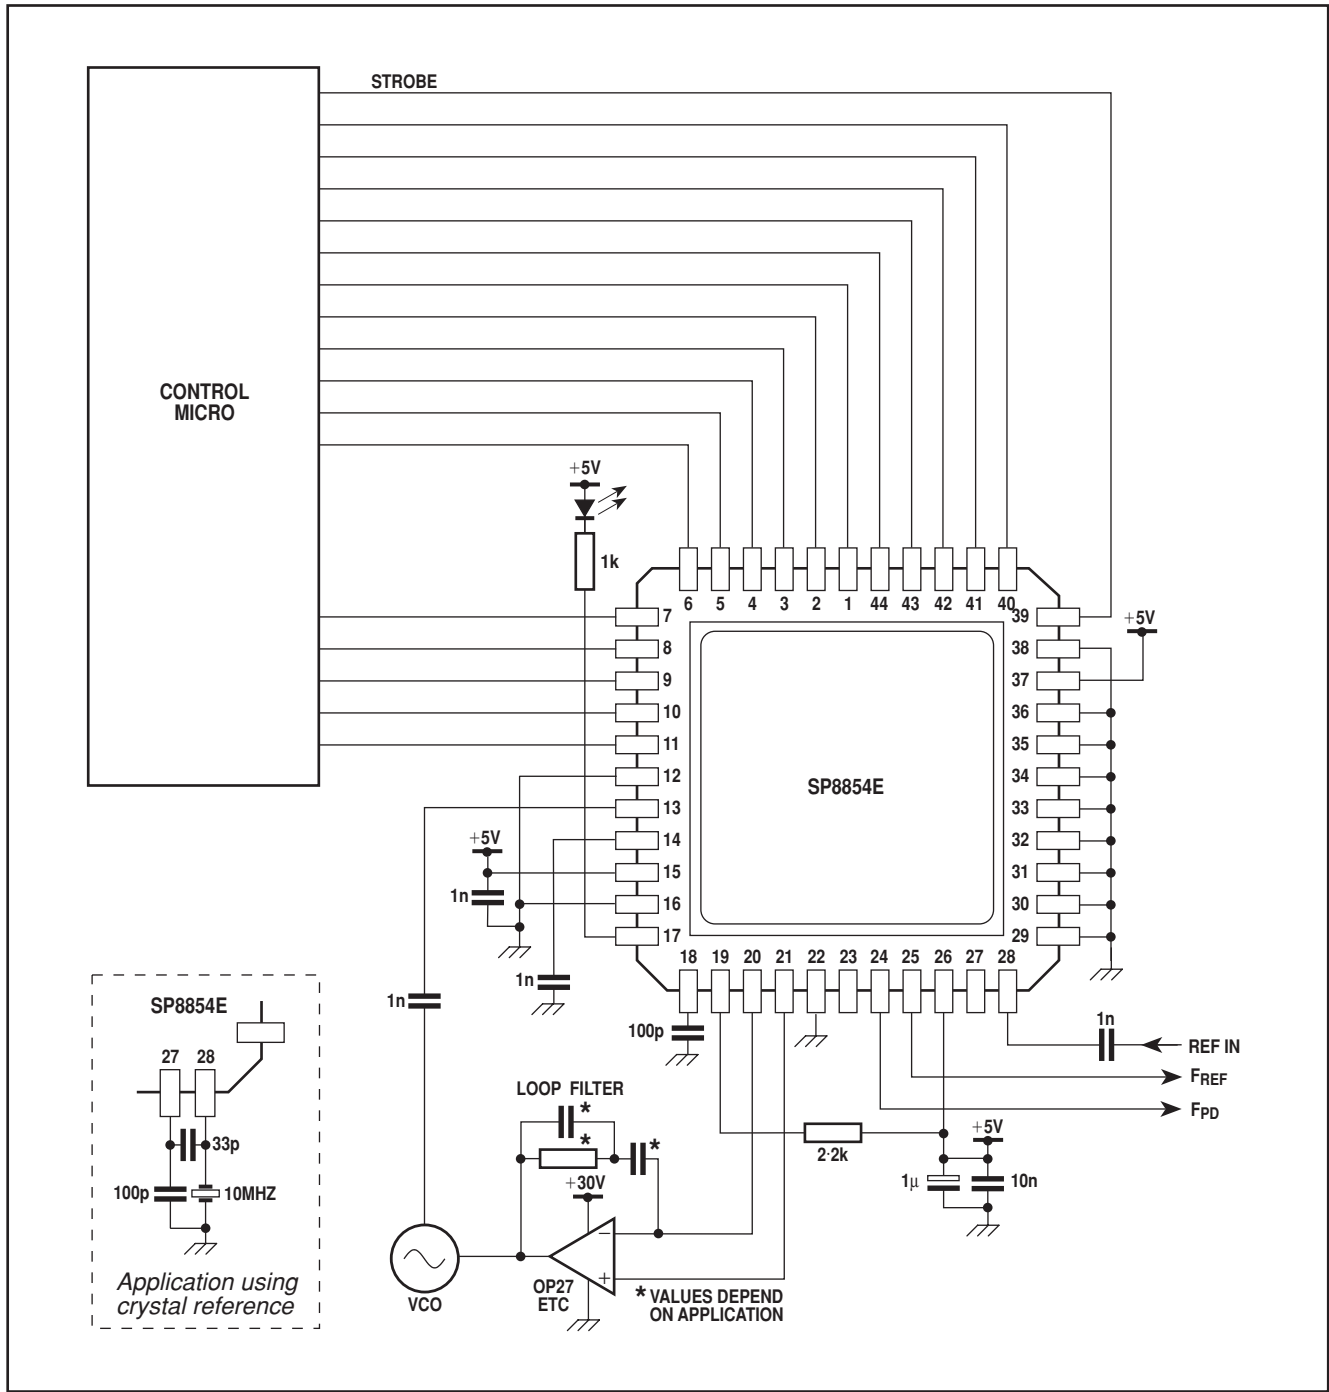 STROBE
CONTROL
MICRO
+5V
1k
6 5 4 3 2 1 44 43 42 41 40
39
38
37
36
35
34
33
32
31
30
29
+5V
7
8
9
10
11
12
13
14
15
16
17
SP8854E
+5V
1n
1n
1n
18 19 20 21 22 23 24 25 26 27 28
100p
1n
REF IN
FREF
FPD
+5V
2·2k
1µ
10n
LOOP FILTER
*
*
*
+30V
−
+
OP27
ETC
VCO
* VALUES DEPEND
ON APPLICATION
SP8854E
27 28
33p
100p
10MHZ
Application using
crystal reference